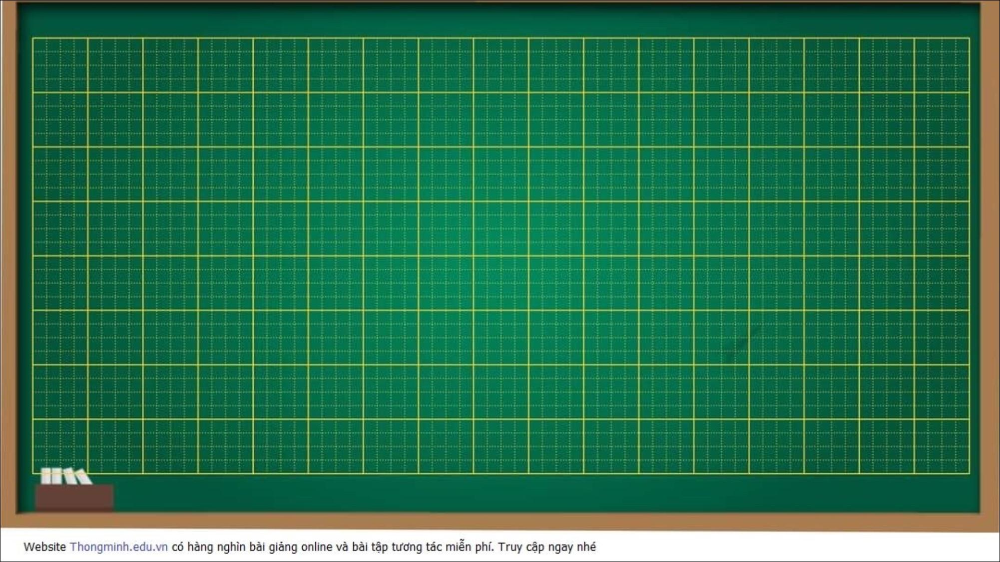 Website Thongminh.edu.vn có hàng nghìn bài giảng online và bài tập tương tác miễn phí. Truy cập ngay nhé